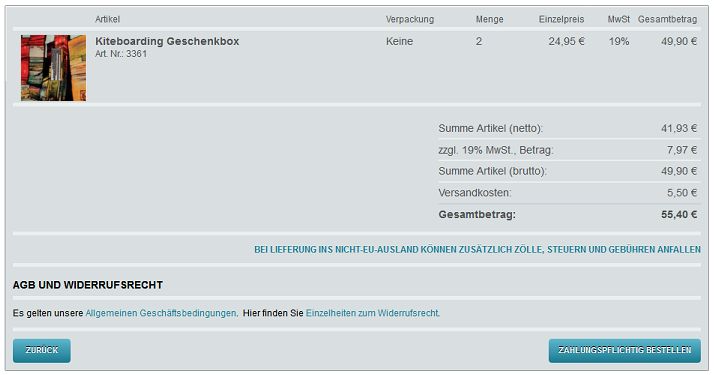 Artikel Verpackung Menge Einzelpreis MwSt Gesamtbetrag
Kiteboarding Geschenkbox Keine 2 24,95 € 19% 49,90 €
Art. Nr.: 3361
Summe Artikel (netto): 41,93 €
zzgl. 19% MwSt., Betrag: 7,97 €
Summe Artikel (brutto): 49,90 €
Versandkosten: 5,50 €
Gesamtbetrag: 55,40 €
BEI LIEFERUNG INS NICHT-EU-AUSLAND KÖNNEN ZUSÄTZLICH ZÖLLE, STEUERN UND GEBÜHREN ANFALLEN
AGB UND WIDERRUFSRECHT
Es gelten unsere Allgemeinen Geschäftsbedingungen. Hier finden Sie Einzelheiten zum Widerrufsrecht.
ZURÜCK ZAHLUNGSPFLICHTIG BESTELLEN